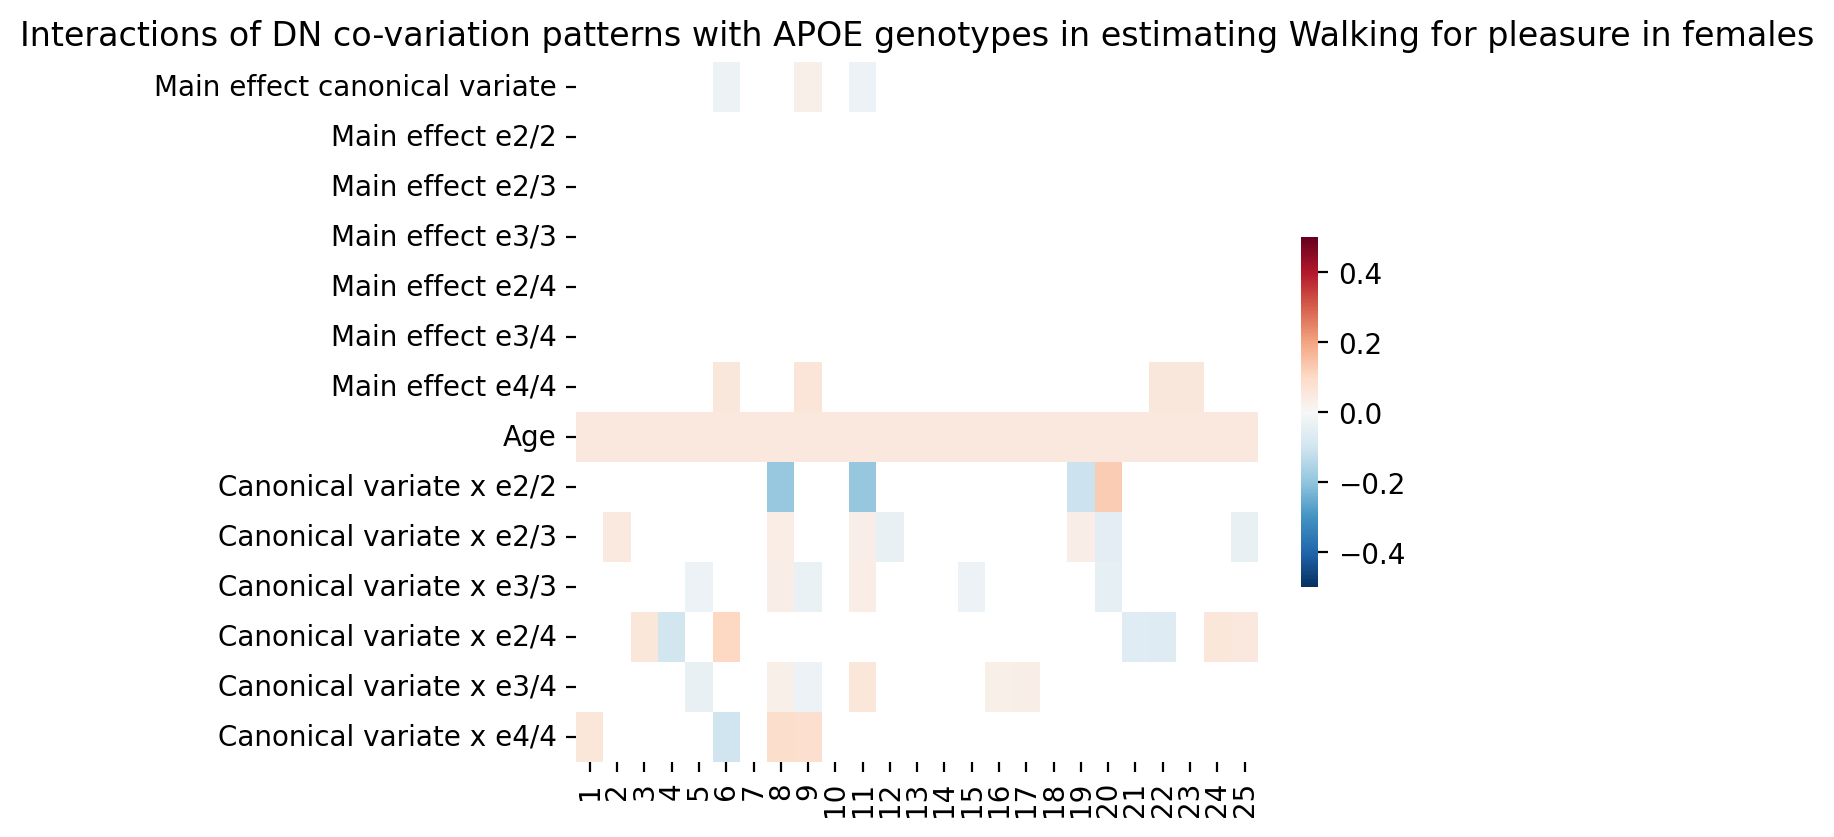 Interactions of DN co-variation patterns with APOE genotypes in estimating Walking for pleasure in females
Main effect canonical variate
Main effect e2/2
Main effect e2/3
Main effect e3/3
Main effect e2/4
Main effect e3/4
Main effect e4/4
Age
Canonical variate x e2/2
Canonical variate x e2/3
Canonical variate x e3/3
Canonical variate x e2/4
Canonical variate x e3/4
Canonical variate x e4/4
1 2 3 4 5 6 7 8 9 10 11 12 13 14 15 16 17 18 19 20 21 22 23 24 25
0.4
0.2
0.0
−0.2
−0.4